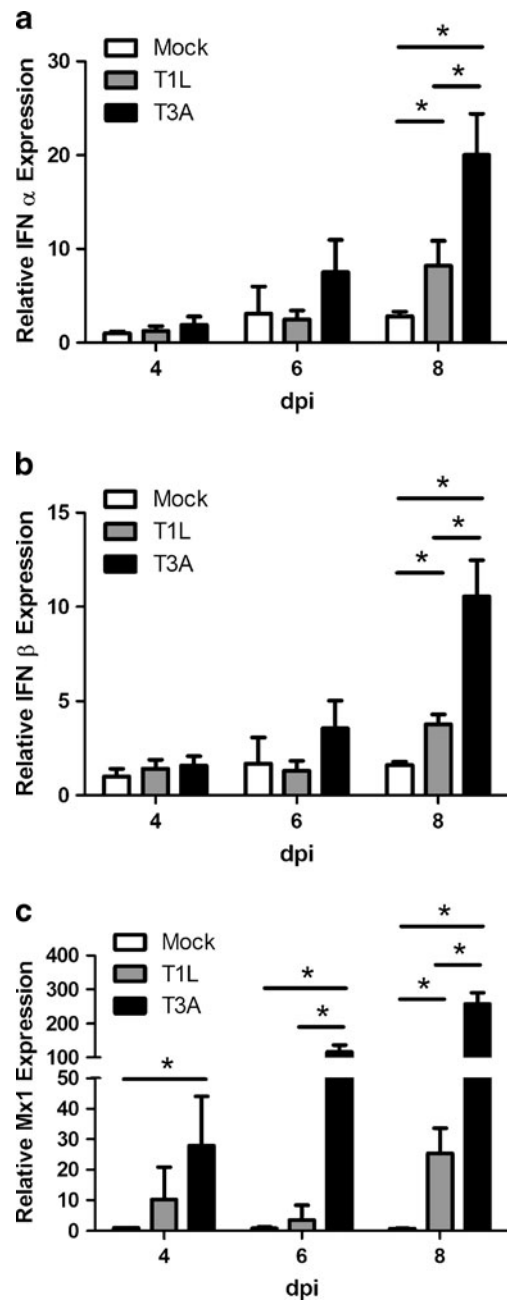 a
Mock
T1L
T3A
* * *
30
20
10
0
Relative IFN α Expression
4 6 8
dpi
b
Mock
T1L
T3A
* * *
15
10
5
0
Relative IFN β Expression
4 6 8
dpi
c
Mock
T1L
T3A
* * * * * *
400
300
200
100
50
40
30
20
10
0
Relative Mx1 Expression
4 6 8
dpi